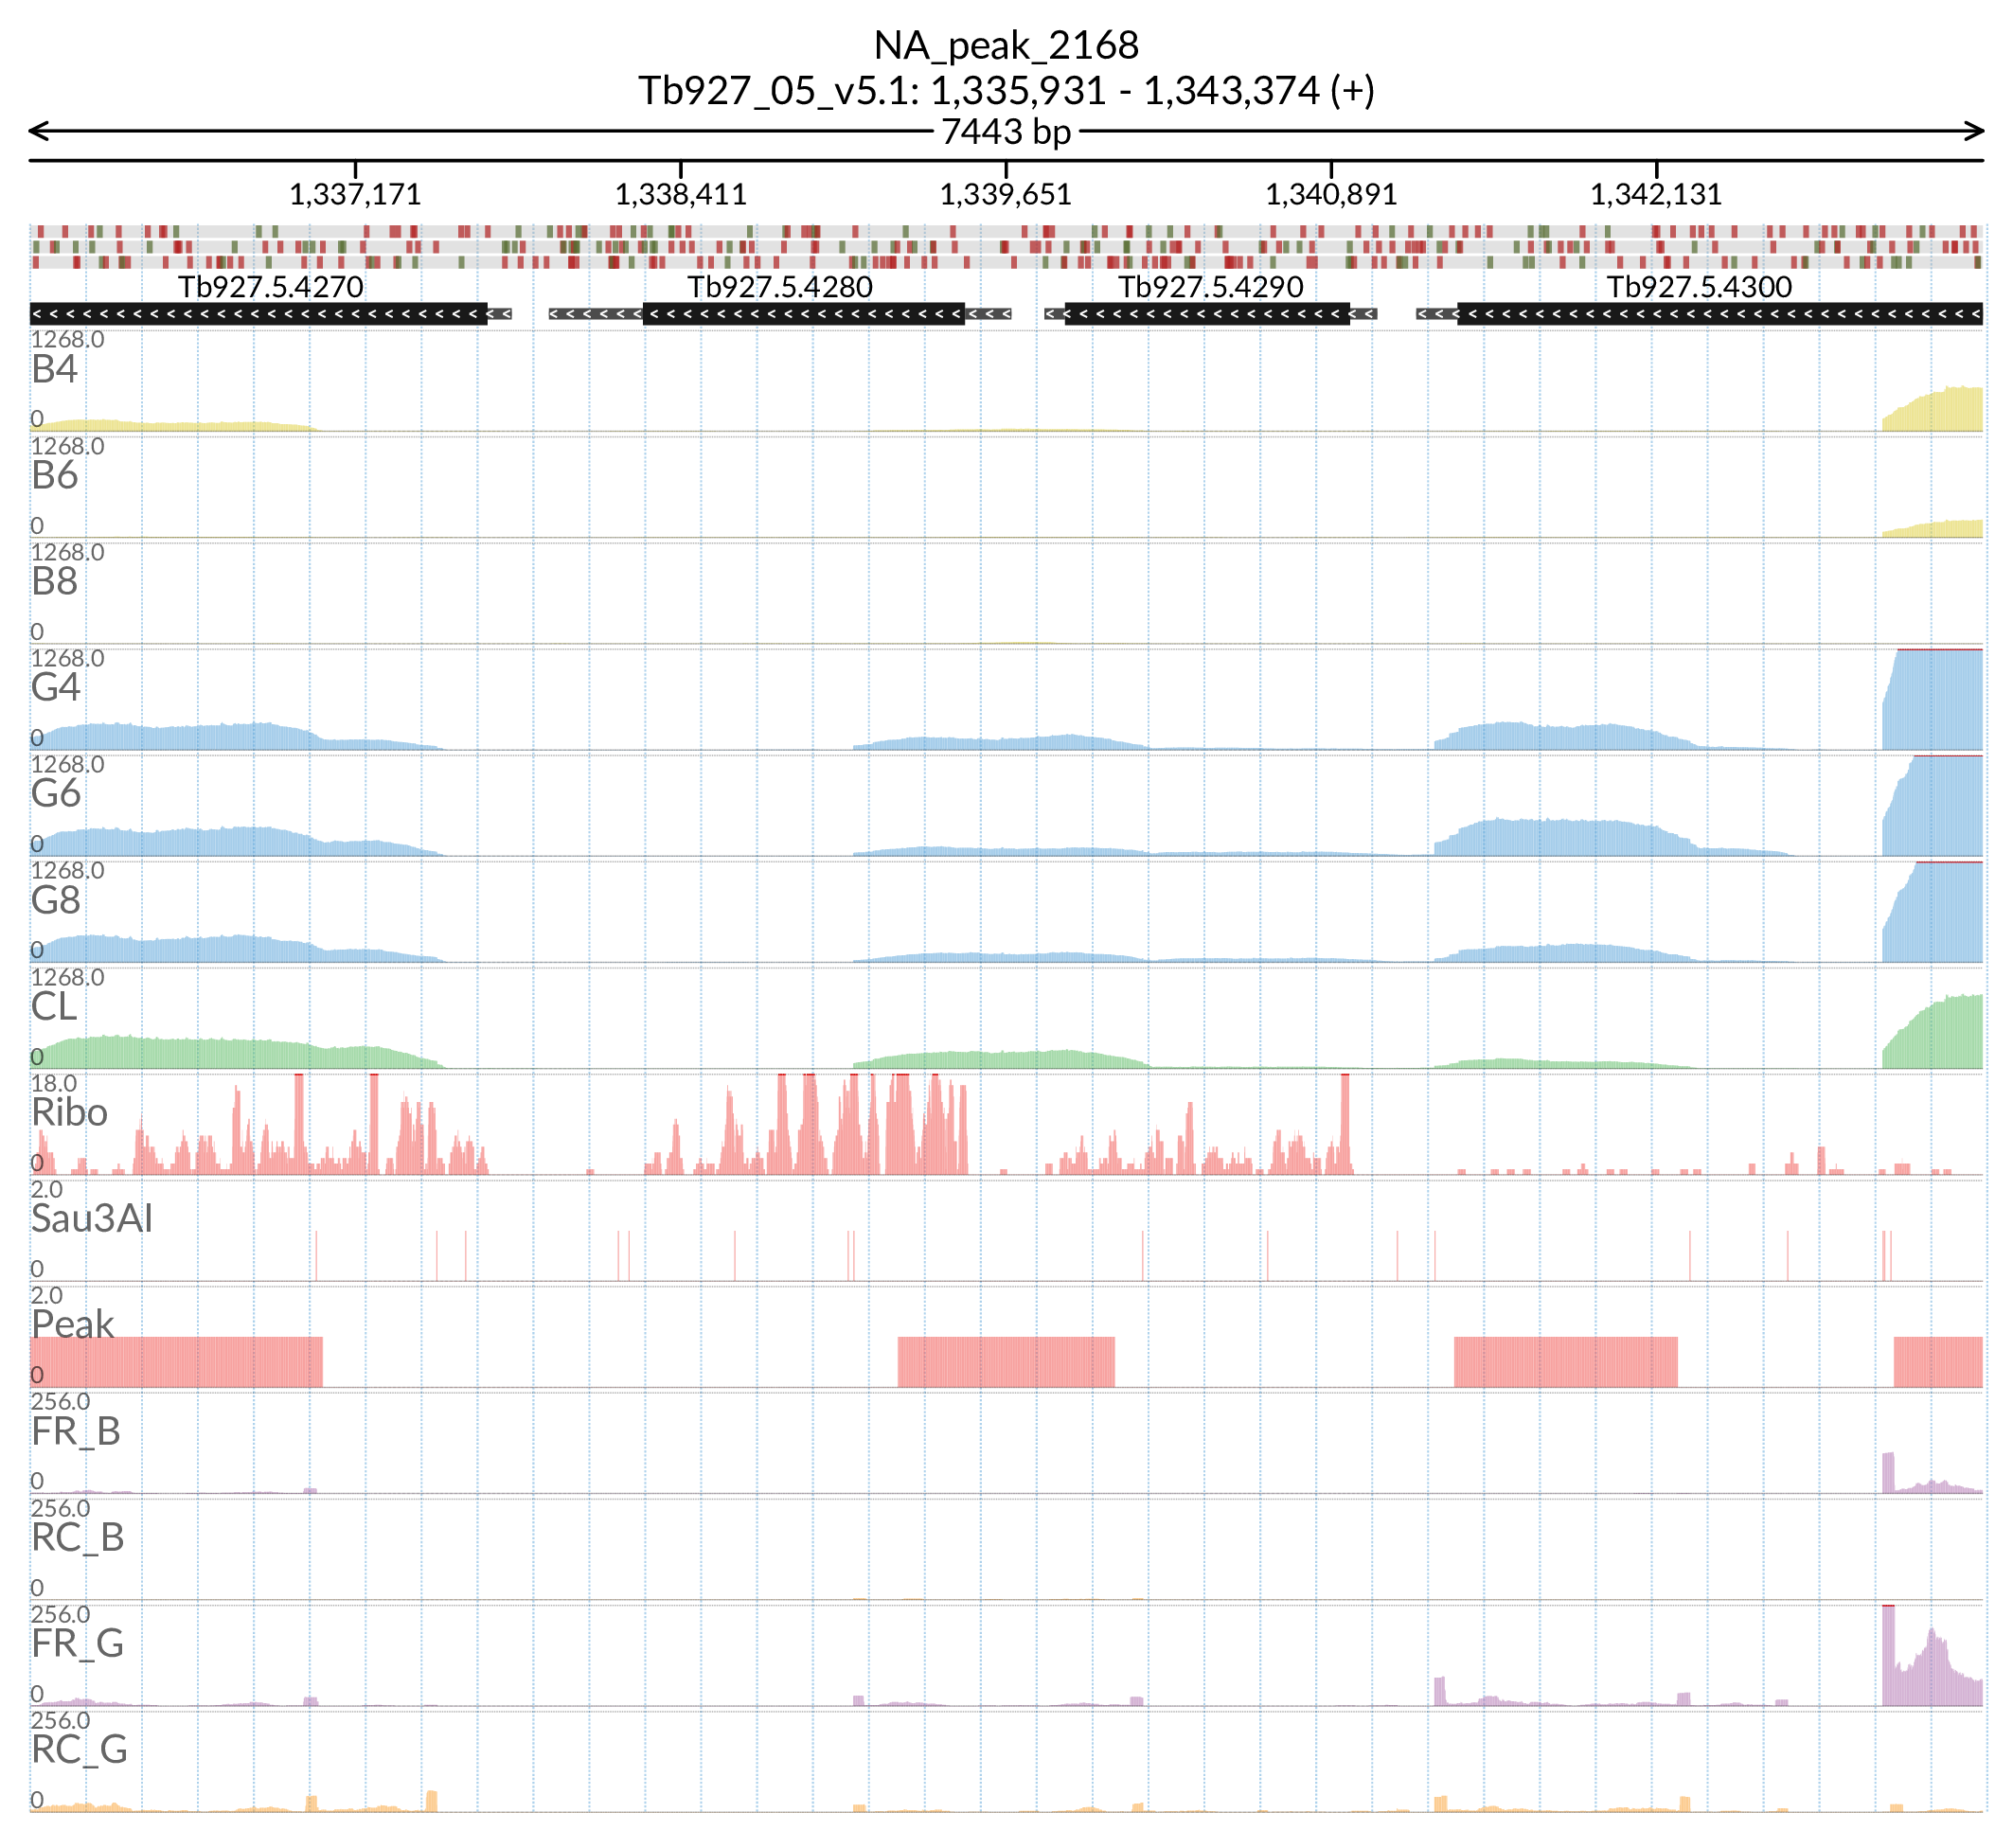 NA_peak_2168
Tb927_05_v5.1: 1,335,931 - 1,343,374 (+)
7443 bp
1,337,171 1,338,411 1,339,651 1,340,891 1,342,131
Tb927.5.4270 Tb927.5.4280 Tb927.5.4290 Tb927.5.4300
1268.0
B4
0
1268.0
B6
0
1268.0
B8
0
1268.0
G4
0
1268.0
G6
0
1268.0
G8
0
1268.0
CL
0
18.0
Ribo
0
2.0
Sau3AI
0
2.0
Peak
0
256.0
FR_B
0
256.0
RC_B
0
256.0
FR_G
0
256.0
RC_G
0